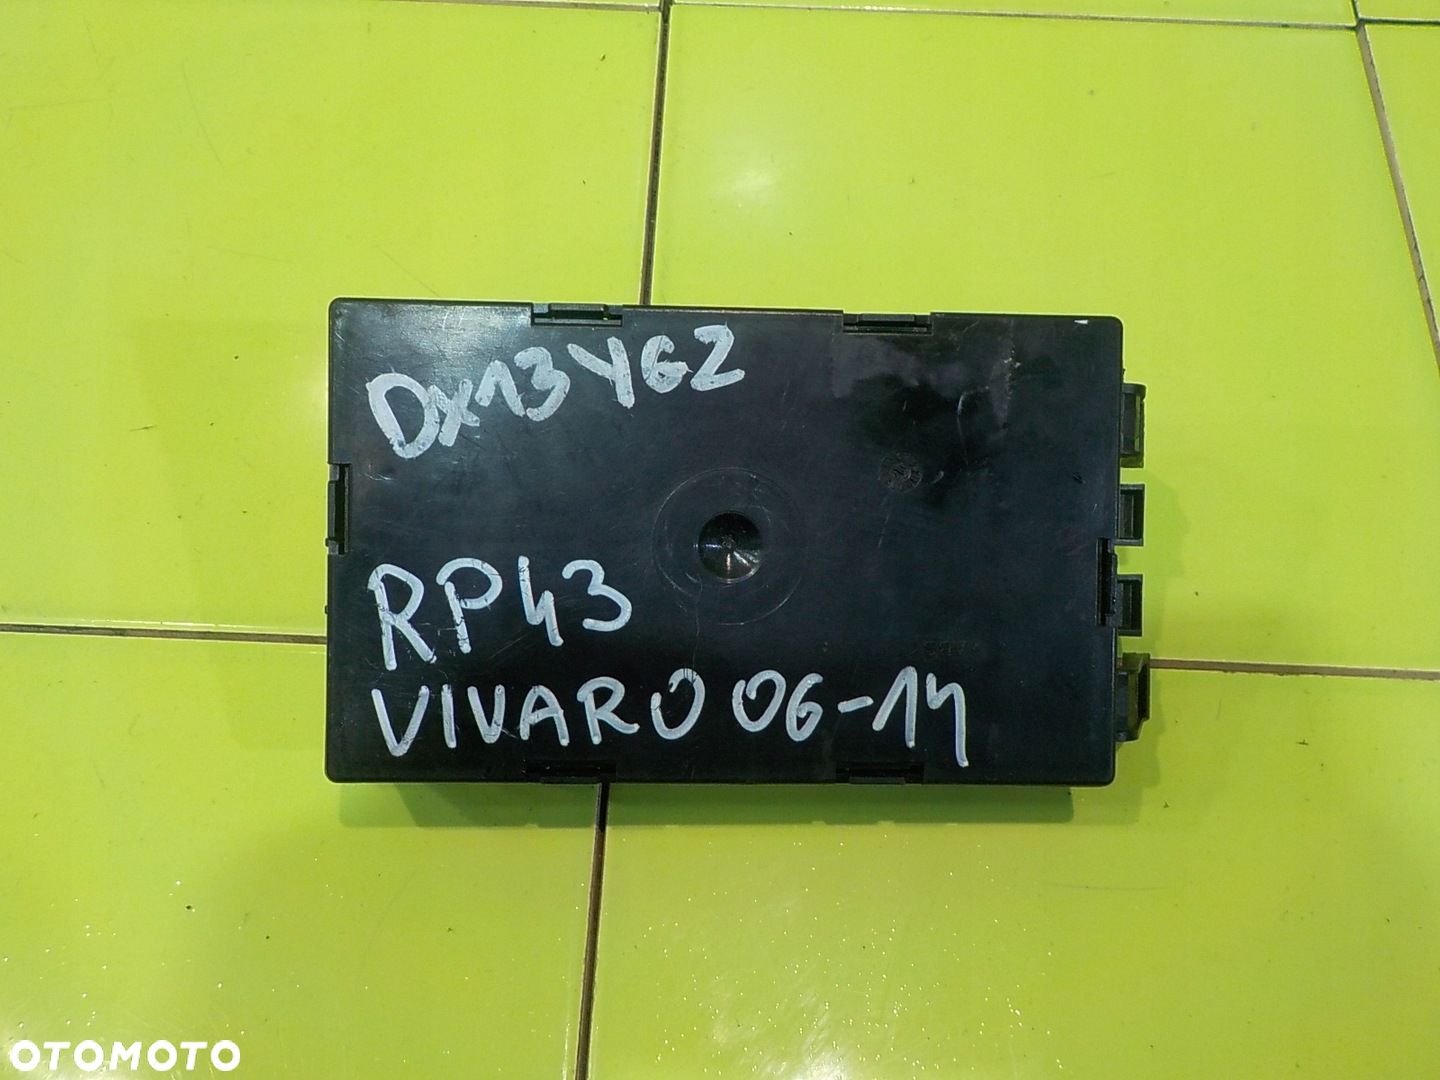 Dx13YGZ
RP43
VIVARO 06-14
OTOMOTO